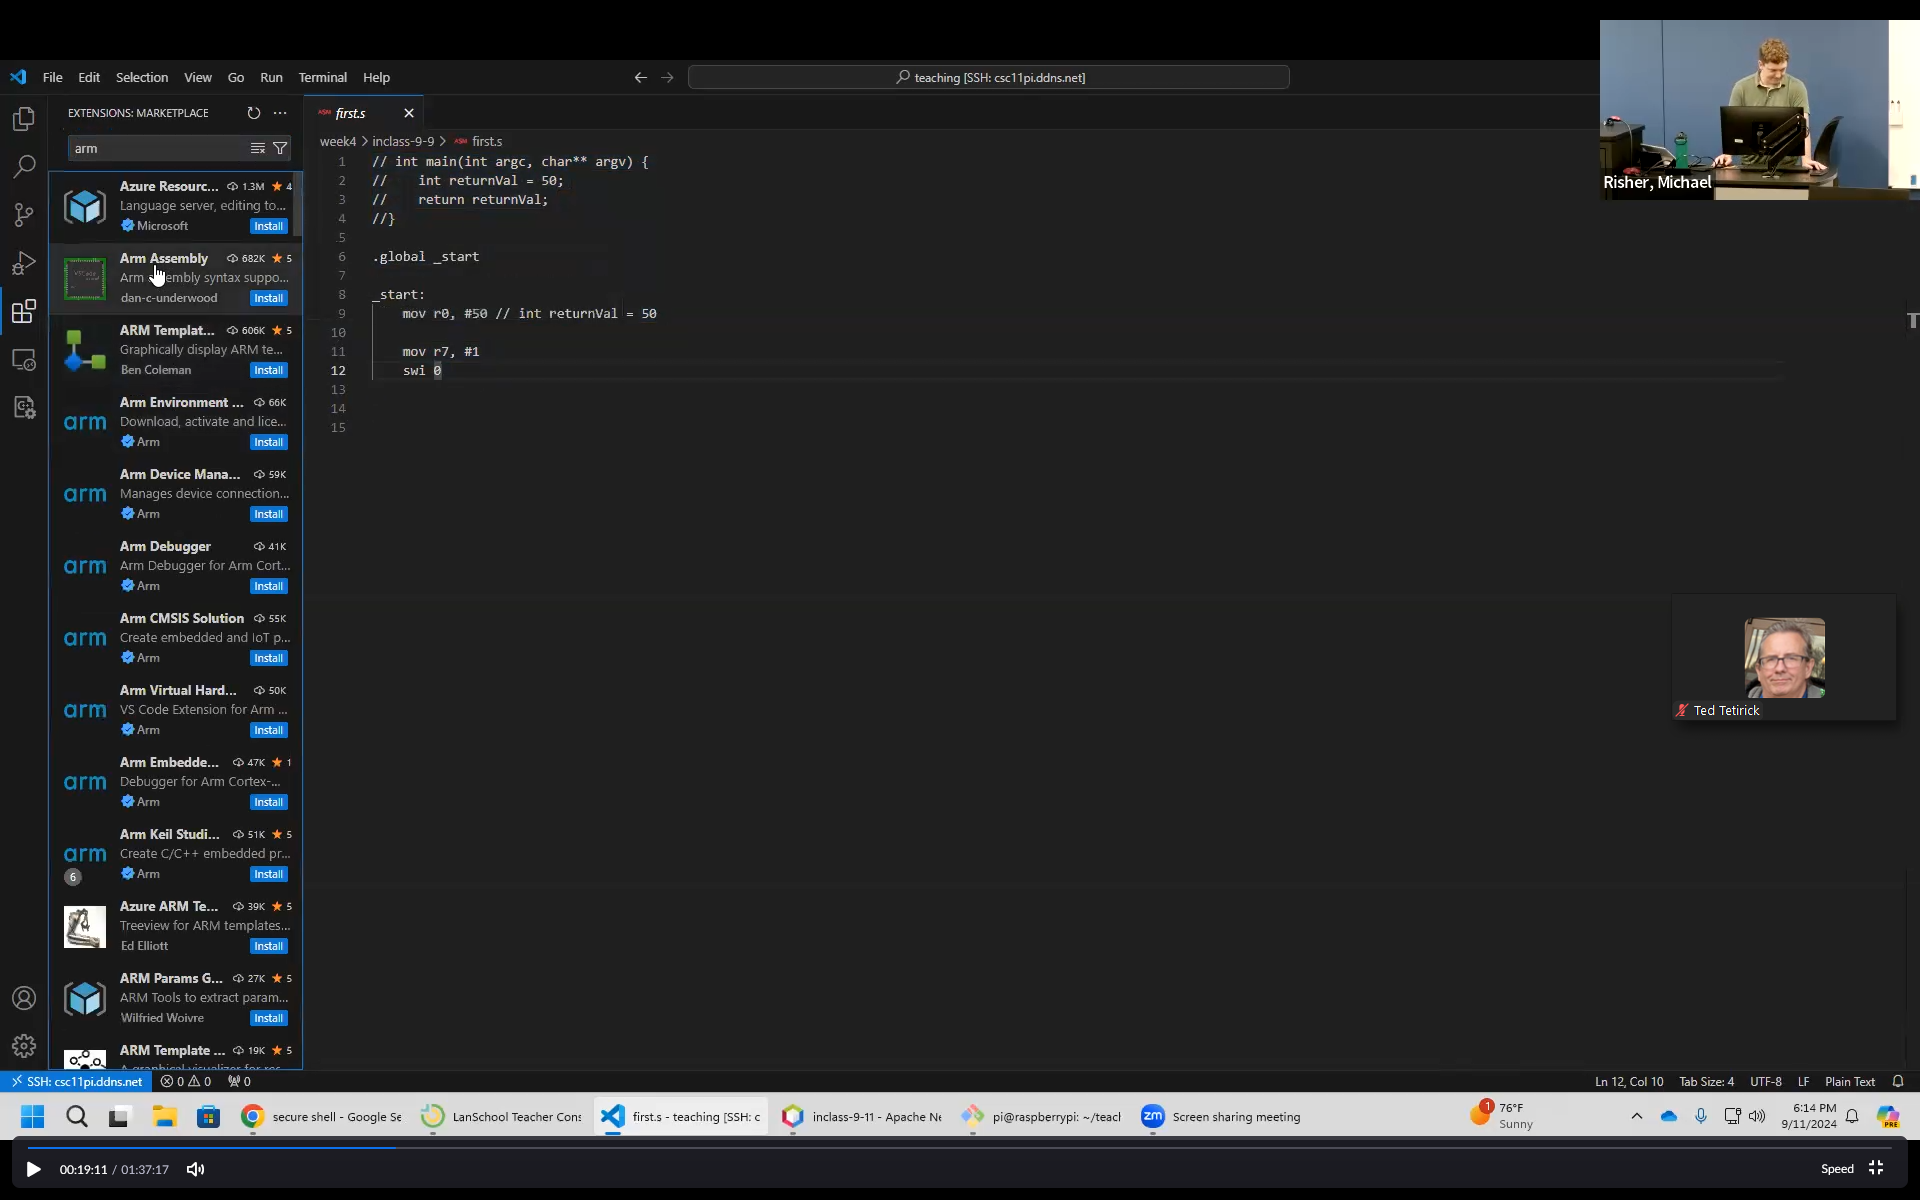 File Edit Selection View Go Run Terminal Help
teaching [SSH: csc11pi.ddns.net]
Risher, Michael
EXTENSIONS: MARKETPLACE
arm
Azure Resourc... 1.3M 4
Language server, editing to...
Microsoft Install
Arm Assembly 682K 5
Arm assembly syntax suppo...
dan-c-underwood Install
ARM Templat... 606K 5
Graphically display ARM te...
Ben Coleman Install
arm
Arm Environment ... 66K
Download, activate and lice...
Arm Install
arm
Arm Device Mana... 59K
Manages device connection...
Arm Install
arm
Arm Debugger 41K
Arm Debugger for Arm Cort...
Arm Install
arm
Arm CMSIS Solution 55K
Create embedded and IoT p...
Arm Install
arm
Arm Virtual Hard... 50K
VS Code Extension for Arm ...
Arm Install
arm
Arm Embedde... 47K 1
Debugger for Arm Cortex-...
Arm Install
arm
Arm Keil Studi... 51K 5
Create C/C++ embedded pr...
6 Arm Install
Azure ARM Te... 39K 5
Treeview for ARM templates...
Ed Elliott Install
ARM Params G... 27K 5
ARM Tools to extract param...
Wilfried Woivre Install
ARM Template ... 19K 5
first.s
week4 > inclass-9-9 > first.s
1 // int main(int argc, char** argv) {
2 // int returnVal = 50;
3 // return returnVal;
4 //}
5
6 .global _start
7
8 _start:
9 mov r0, #50 // int returnVal = 50
10
11 mov r7, #1
12 swi 0
13
14
15
Ted Tetirick
SSH: csc11pi.ddns.net 0 0 0
Ln 12, Col 10 Tab Size: 4 UTF-8 LF Plain Text
secure shell - Google Se
LanSchool Teacher Cons
first.s - teaching [SSH: c
inclass-9-11 - Apache Ne
pi@raspberrypi: ~/teacl
zm Screen sharing meeting
1 76°F
Sunny
6:14 PM
9/11/2024
PRE
00:19:11 / 01:37:17
Speed